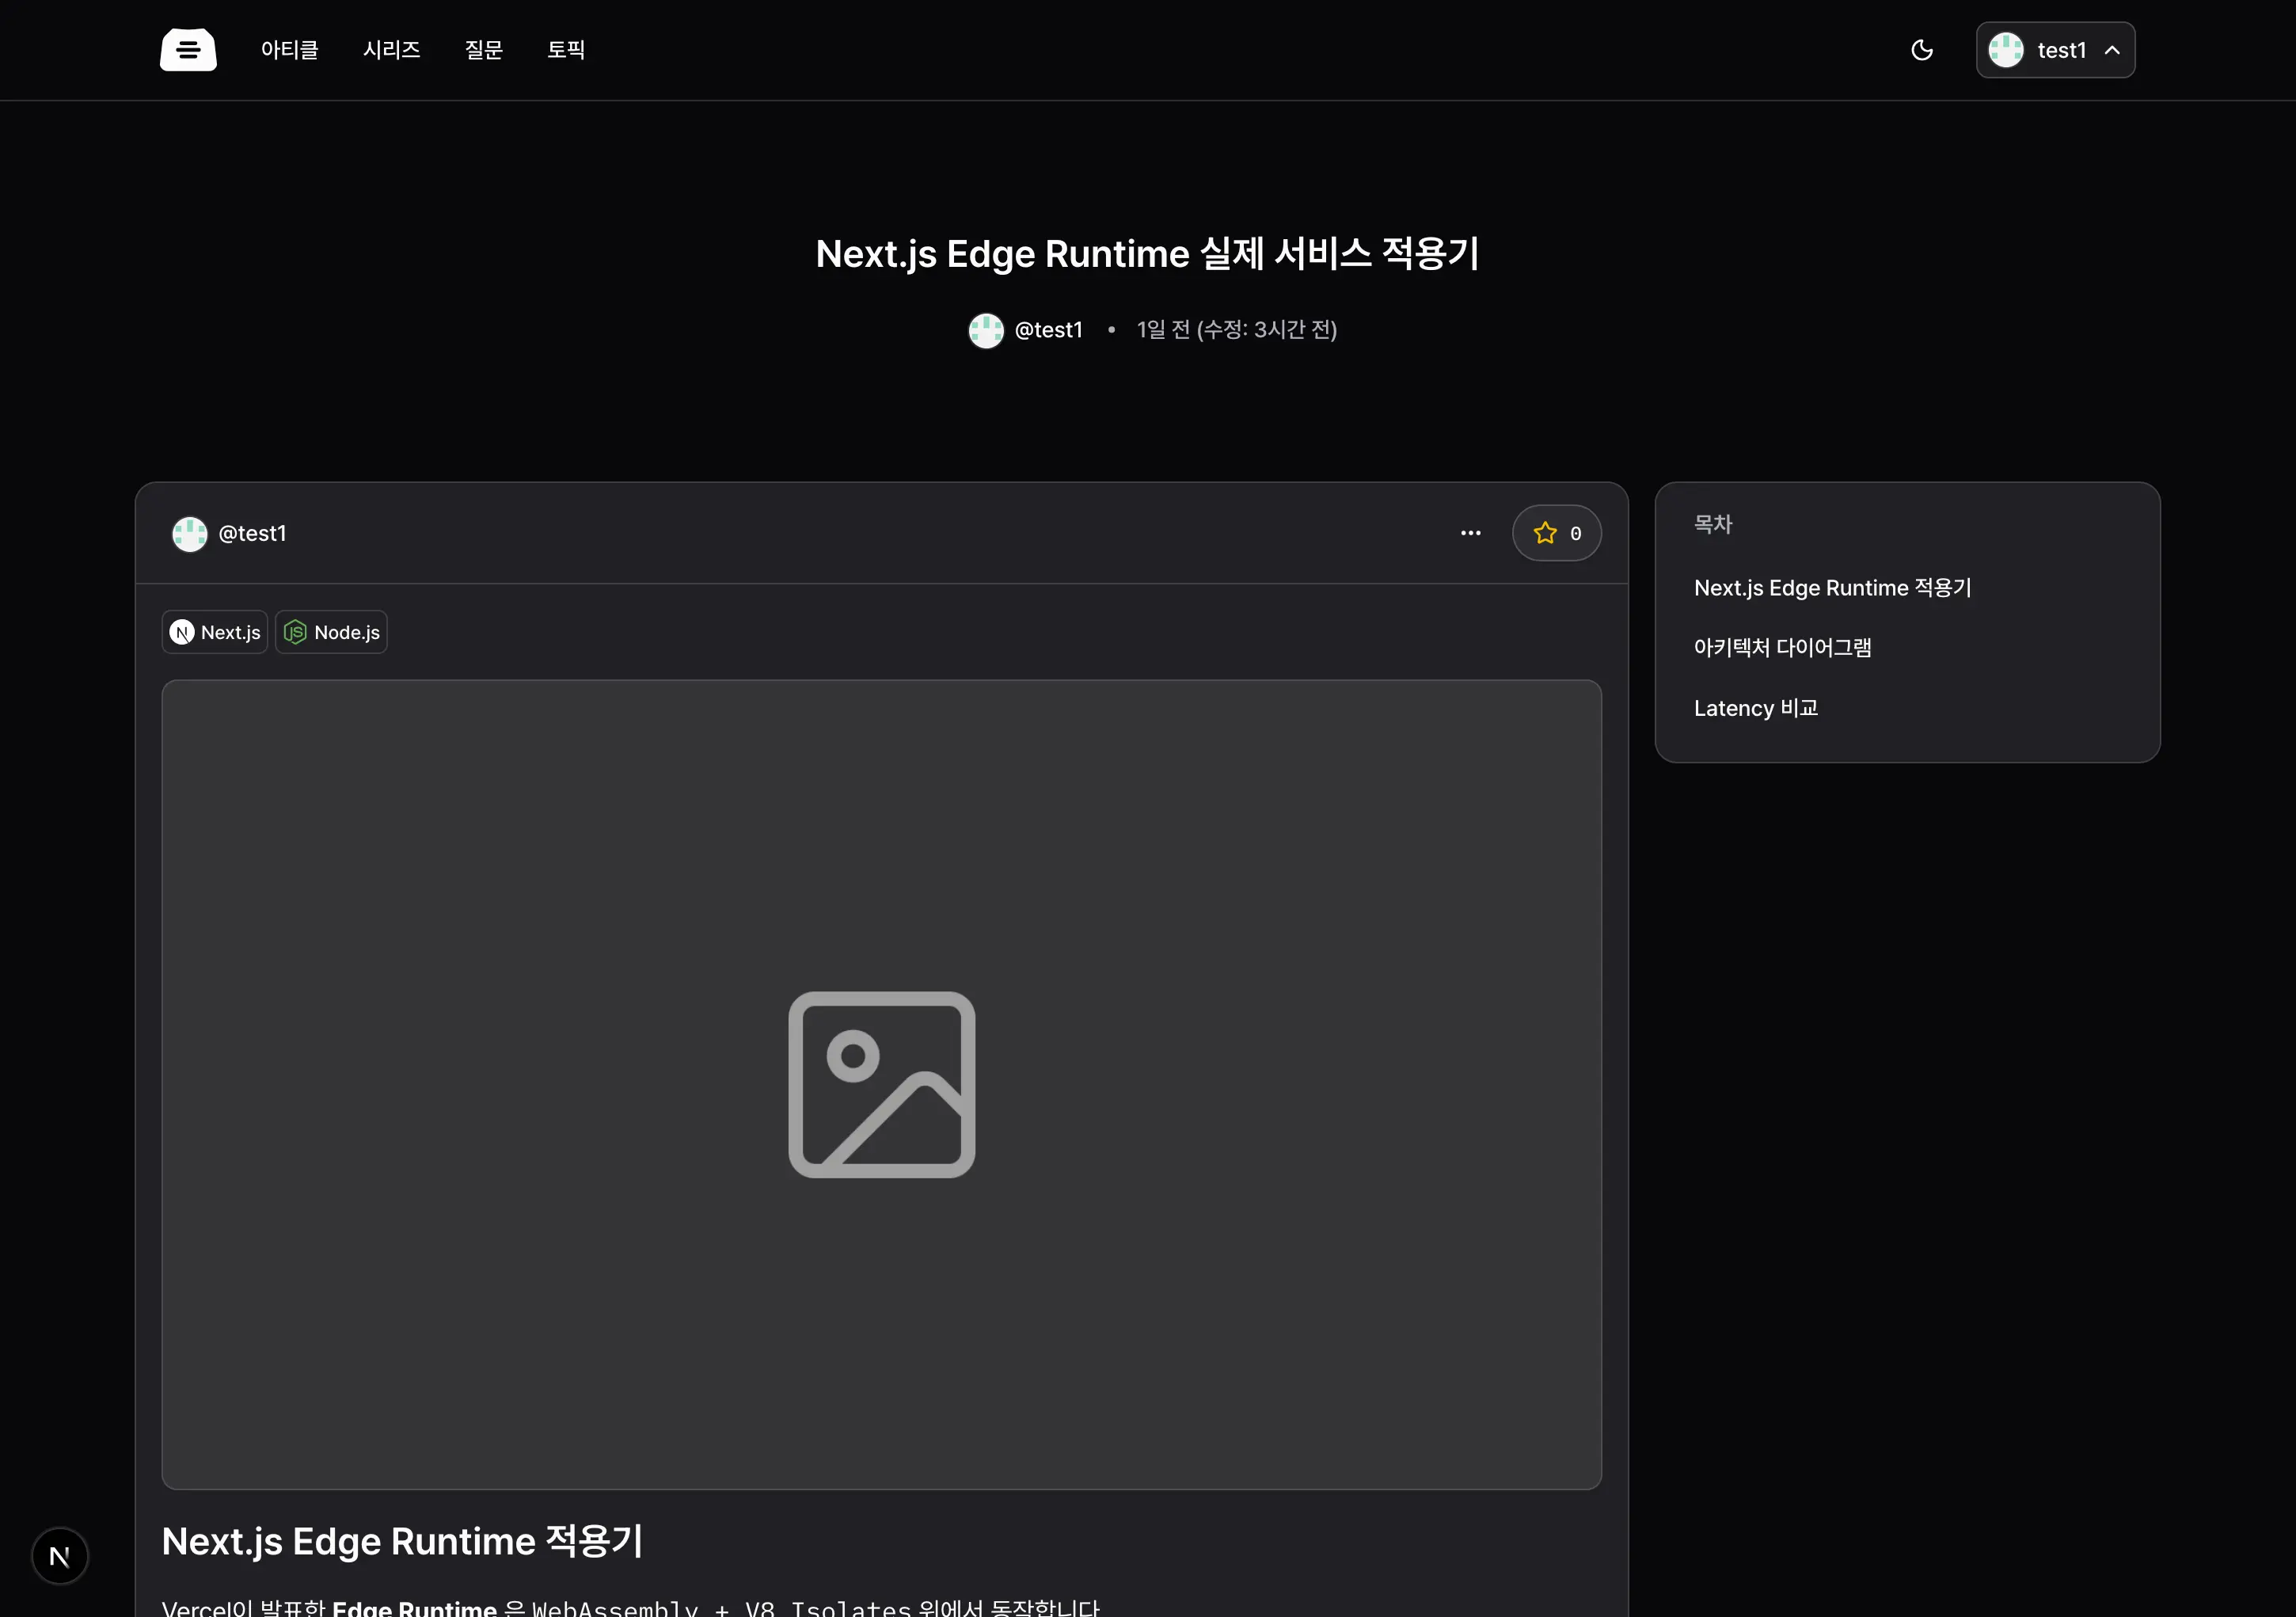 아티클 시리즈 질문 토픽 test1
Next.js Edge Runtime 실제 서비스 적용기
@test1 • 1일 전 (수정: 3시간 전)
@test1 ... 0
N Next.js JS Node.js
Next.js Edge Runtime 적용기
Vercel이 발표한 Edge Runtime 은 WebAssembly + V8 Isolates 위에서 동작합니다
목차
Next.js Edge Runtime 적용기
아키텍처 다이어그램
Latency 비교
N